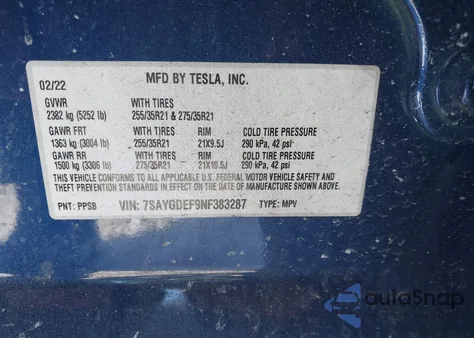 02/22 MFD BY TESLA, INC.
GVWR WITH TIRES
2382 kg (5252 lb) 255/35R21 & 275/35R21
GAWR FRT WITH TIRES RIM COLD TIRE PRESSURE
1363 kg (3004 lb) 255/35R21 21X9.5J 290 kPa, 42 psi
GAWR RR WITH TIRES RIM COLD TIRE PRESSURE
1500 kg (3306 lb) 275/35R21 21X10.5J 290 kPa, 42 psi
THIS VEHICLE CONFORMS TO ALL APPLICABLE U.S. FEDERAL MOTOR VEHICLE SAFETY AND
THEFT PREVENTION STANDARDS IN EFFECT ON THE DATE OF MANUFACTURE SHOWN ABOVE.
PNT: PPSB VIN: 7SAYGDEF9NF383287 TYPE: MPV
autoSnap